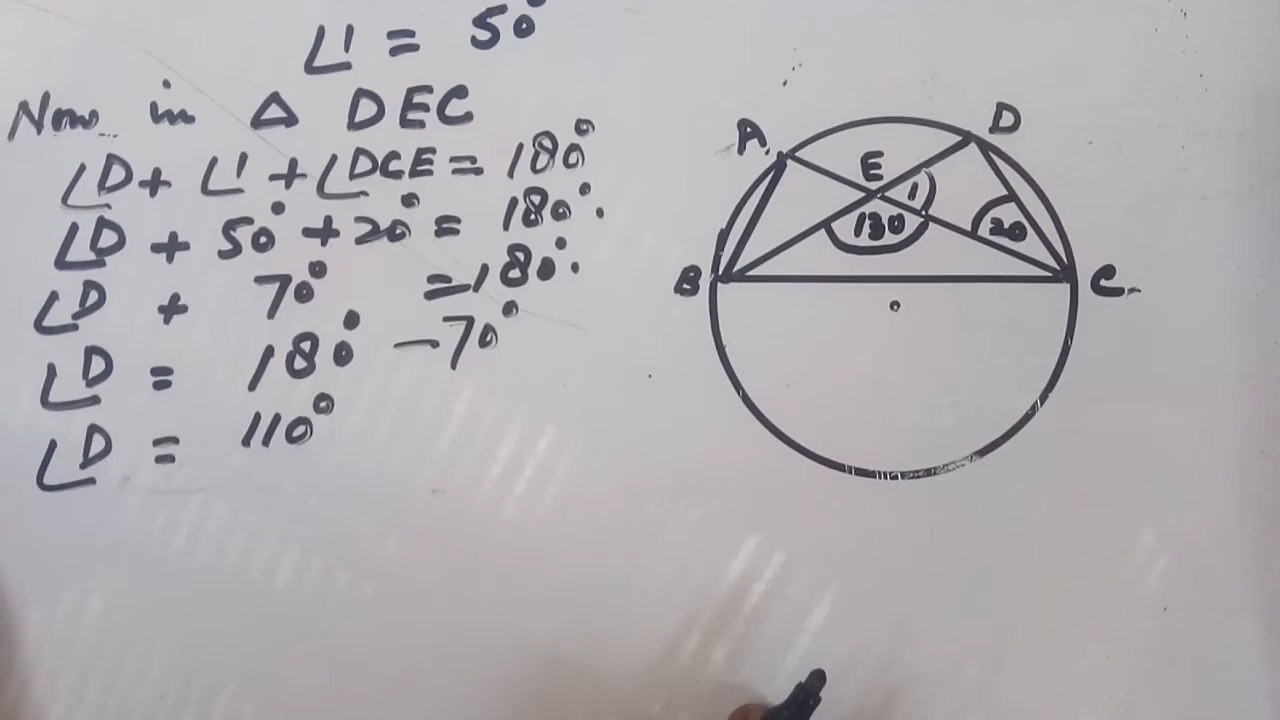 ∠1 = 50°
Now in Δ DEC
∠D + ∠1 + ∠DCE = 180°
∠D + 50° + 20° = 180°.
∠D + 70° = 180°.
∠D = 180° - 70°
∠D = 110°
A
D
E
1
130
20
B
C